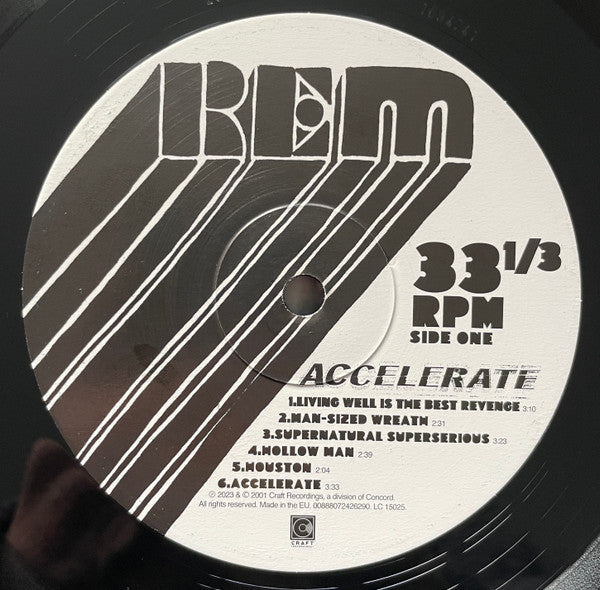 REM
33 1/3
RPM
SIDE ONE
ACCELERATE
1.LIVING WELL IS THE BEST REVENGE 3:10
2.MAN-SIZED WREATH 2:31
3.SUPERNATURAL SUPERSERIOUS 3:23
4.HOLLOW MAN 2:39
5.HOUSTON 2:04
6.ACCELERATE 3:33
℗ 2023 & © 2001 Craft Recordings, a division of Concord.
All rights reserved. Made in the EU. 00888072426290. LC 15025.
C
CRAFT